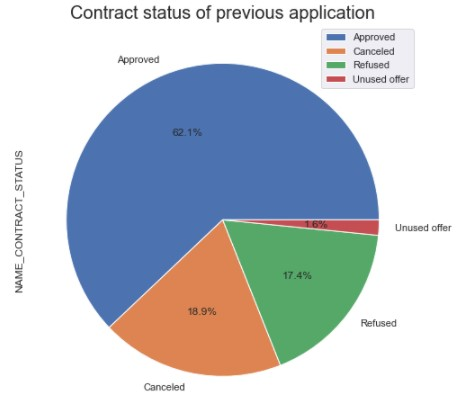 Contract status of previous application
Approved
Canceled
Refused
Unused offer
Approved
62.1%
NAME_CONTRACT_STATUS
1.6%
Unused offer
17.4%
18.9%
Refused
Canceled